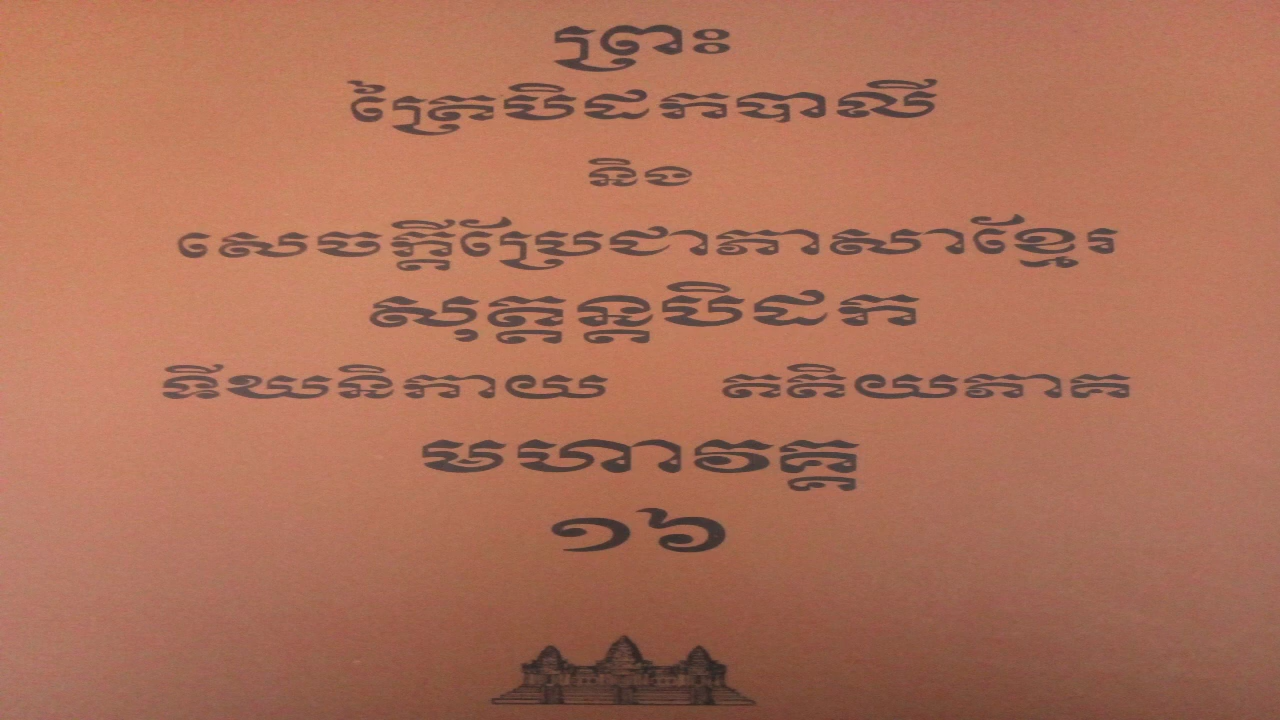 ព្រះ
ត្រៃបិដកបាលី
និង
សេចក្តីប្រែជាភាសាខ្មែរ
សុត្តន្តបិដក
ទីឃនិកាយ តតិយភាគ
មហាវគ្គ
១៦